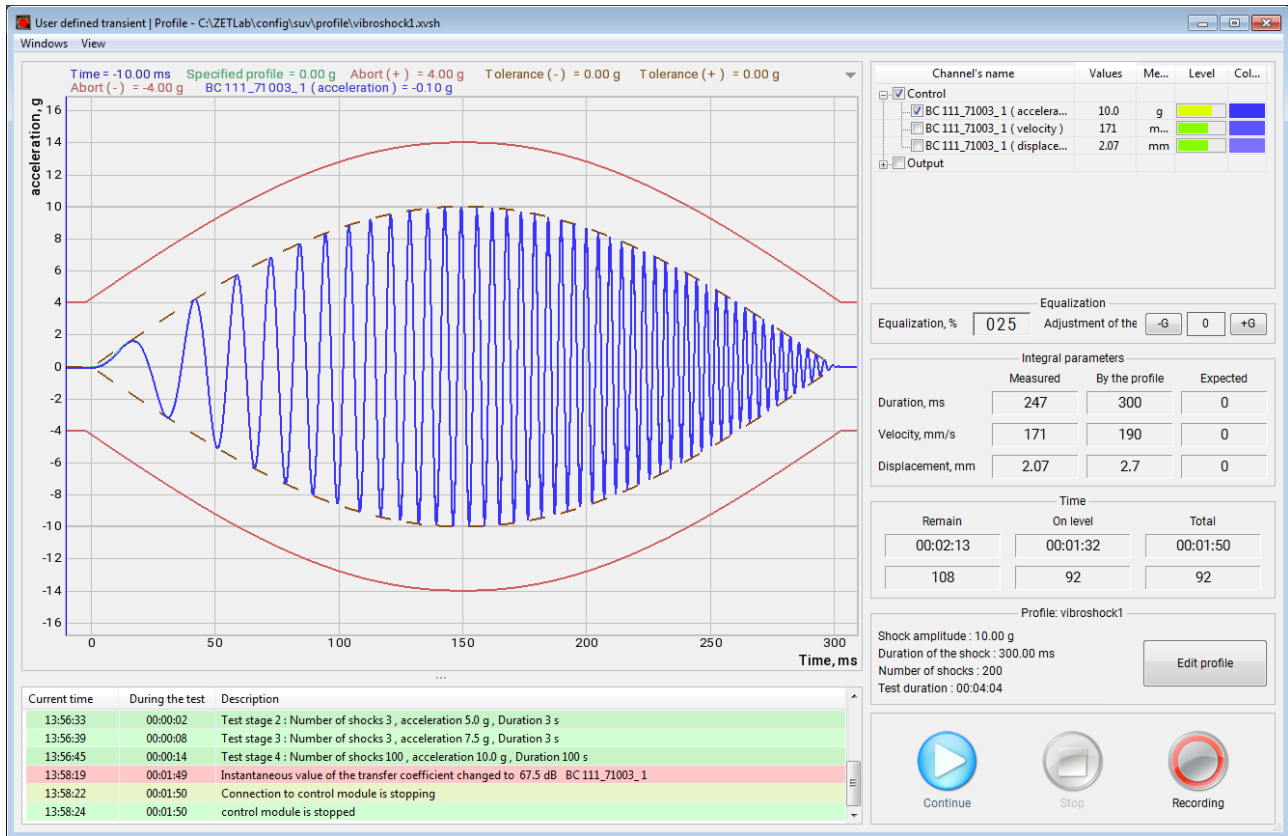 User defined transient | Profile - C:\ZETLab\config\suv\profile\vibroshock1.xvsh
Windows View
Time = -10.00 ms Specified profile = 0.00 g Abort ( + ) = 4.00 g Tolerance ( - ) = 0.00 g Tolerance ( + ) = 0.00 g
Abort ( - ) = -4.00 g BC 111_71003_1 ( acceleration ) = -0.10 g
acceleration, g
16
14
12
10
8
6
4
2
0
-2
-4
-6
-8
-10
-12
-14
-16
0 50 100 150 200 250 300
Time, ms
...
Current time During the test Description
13:56:33 00:00:02 Test stage 2 : Number of shocks 3 , acceleration 5.0 g , Duration 3 s
13:56:39 00:00:08 Test stage 3 : Number of shocks 3 , acceleration 7.5 g , Duration 3 s
13:56:45 00:00:14 Test stage 4 : Number of shocks 100 , acceleration 10.0 g , Duration 100 s
13:58:19 00:01:49 Instantaneous value of the transfer coefficient changed to 67.5 dB BC 111_71003_1
13:58:22 00:01:50 Connection to control module is stopping
13:58:24 00:01:50 control module is stopped
Channel's name Values Me... Level Col...
Control
BC 111_71003_1 ( accelera... 10.0 g
BC 111_71003_1 ( velocity ) 171 m...
BC 111_71003_1 ( displace... 2.07 mm
Output
Equalization
Equalization, % 025 Adjustment of the -G 0 +G
Integral parameters
Measured By the profile Expected
Duration, ms 247 300 0
Velocity, mm/s 171 190 0
Displacement, mm 2.07 2.7 0
Time
Remain On level Total
00:02:13 00:01:32 00:01:50
108 92 92
Profile: vibroshock1
Shock amplitude : 10.00 g
Duration of the shock : 300.00 ms
Number of shocks : 200
Test duration : 00:04:04
Edit profile
Continue Stop Recording